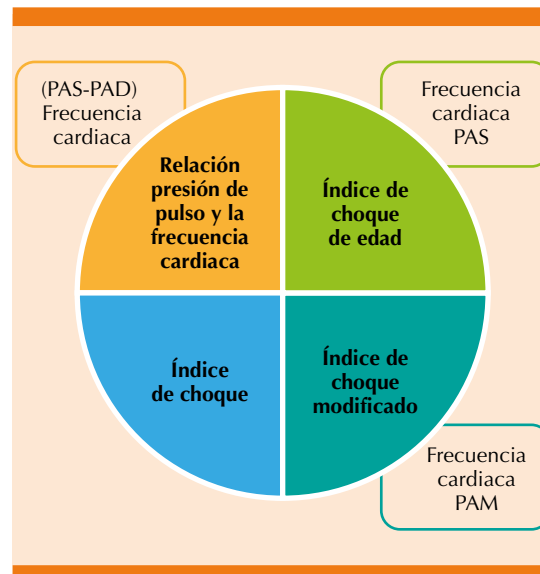 (PAS-PAD)
Frecuencia
cardiaca
Frecuencia
cardiaca
PAS
Relación
presión de
pulso y la
frecuencia
cardiaca
Índice de
choque
de edad
Índice
de choque
Índice de
choque
modificado
Frecuencia
cardiaca
PAM